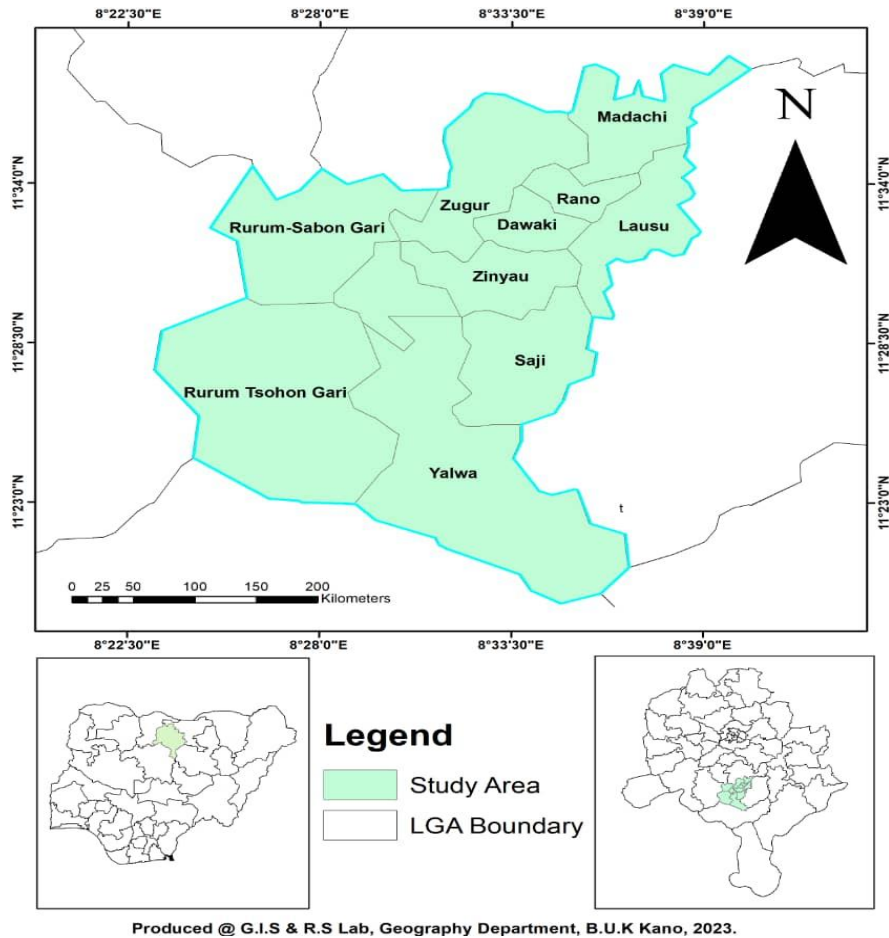 8°22'30"E 8°28'0"E 8°33'30"E 8°39'0"E
N
Madachi
11°34'0"N 11°34'0"N
Rano
Zugur
Rurum-Sabon Gari Dawaki Lausu
Zinyau
11°28'30"N 11°28'30"N
Saji
Rurum Tsohon Gari
Yalwa
11°23'0"N 11°23'0"N
t
0 25 50 100 150 200
Kilometers
8°22'30"E 8°28'0"E 8°33'30"E 8°39'0"E
Legend
Study Area
LGA Boundary
Produced @ G.I.S & R.S Lab, Geography Department, B.U.K Kano, 2023.